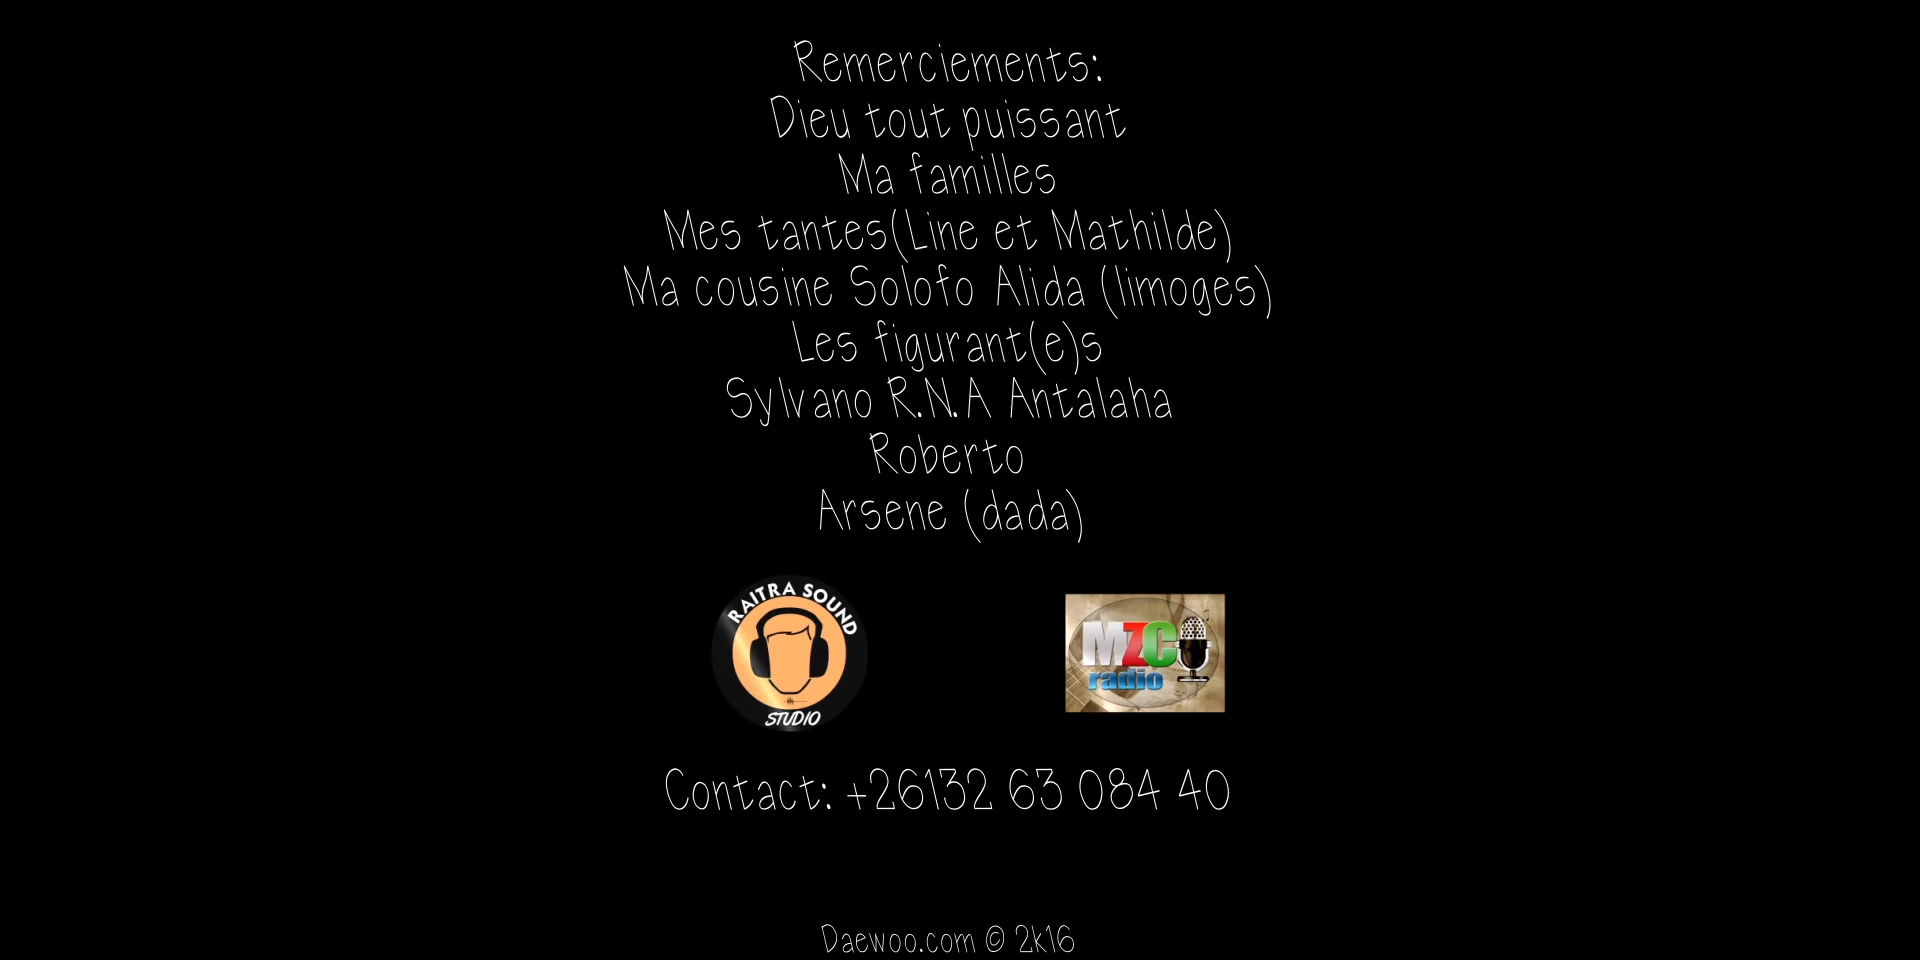 Remerciements:
Dieu tout puissant
Ma familles
Mes tantes(Line et Mathilde)
Ma cousine Solofo Alida (limoges)
Les figurant(e)s
Sylvano R.N.A Antalaha
Roberto
Arsene (dada)
RAITRA SOUND
STUDIO
MZC
radio
Contact: +26132 63 084 40
Daewoo.com © 2k16